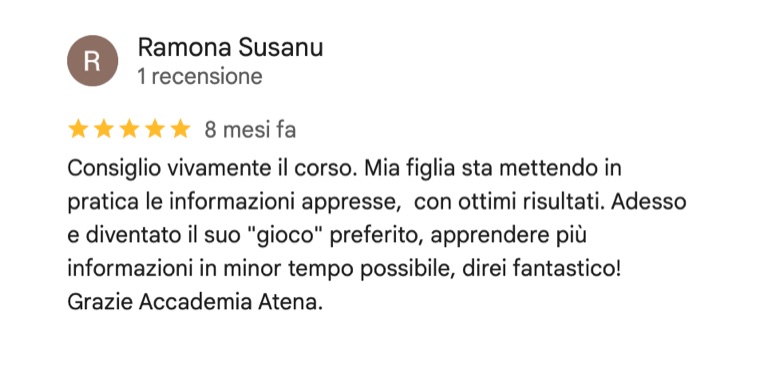 R
Ramona Susanu
1 recensione
8 mesi fa
Consiglio vivamente il corso. Mia figlia sta mettendo in
pratica le informazioni appresse,  con ottimi risultati. Adesso
e diventato il suo "gioco" preferito, apprendere più
informazioni in minor tempo possibile, direi fantastico!
Grazie Accademia Atena.